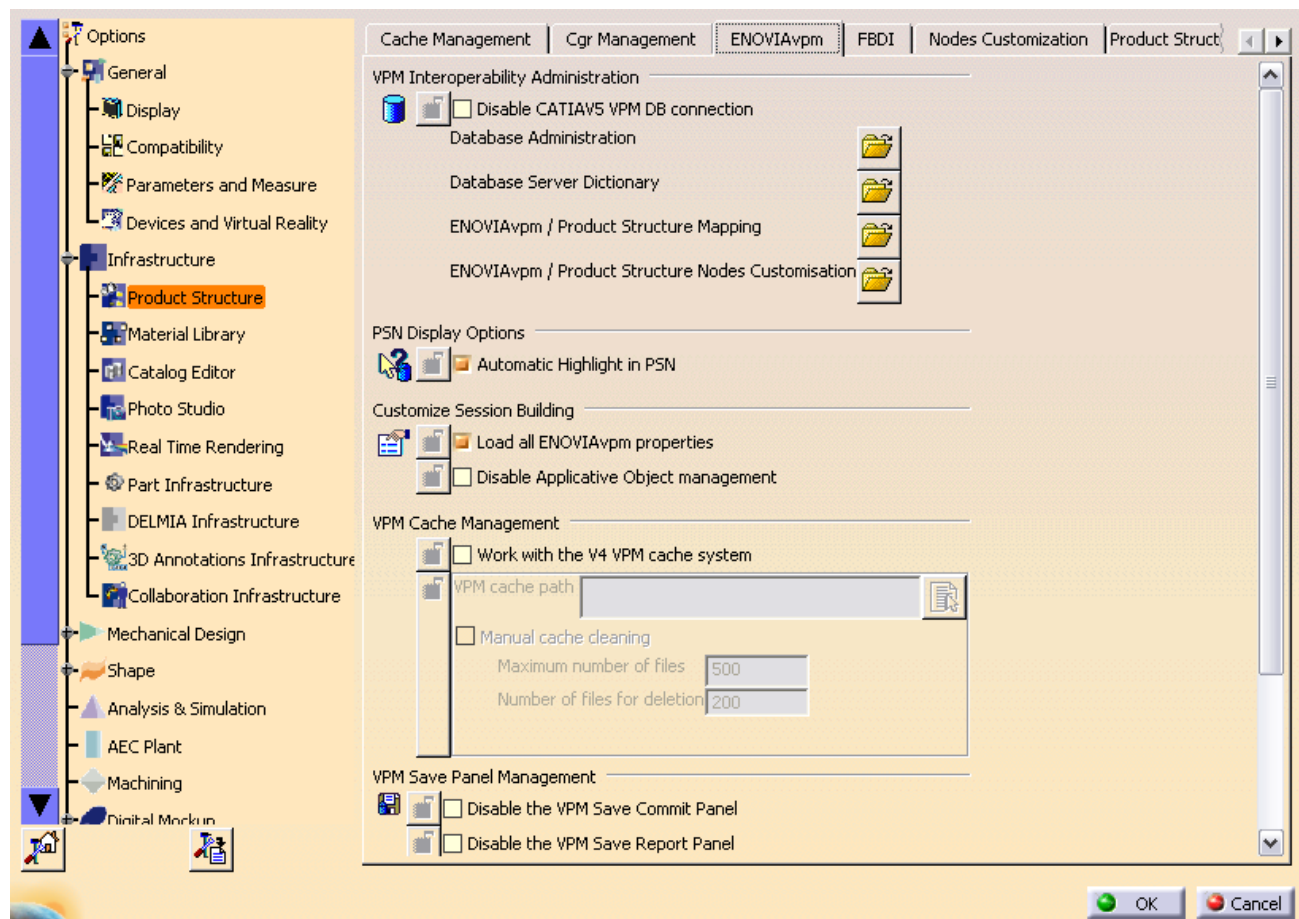 Options
General
Display
Compatibility
Parameters and Measure
Devices and Virtual Reality
Infrastructure
Product Structure
Material Library
Catalog Editor
Photo Studio
Real Time Rendering
Part Infrastructure
DELMIA Infrastructure
3D Annotations Infrastructure
Collaboration Infrastructure
Mechanical Design
Shape
Analysis & Simulation
AEC Plant
Machining
Digital Mockup
Cache Management Cgr Management ENOVIAvpm FBDI Nodes Customization Product Struct
VPM Interoperability Administration
Disable CATIAV5 VPM DB connection
Database Administration
Database Server Dictionary
ENOVIAvpm / Product Structure Mapping
ENOVIAvpm / Product Structure Nodes Customisation
PSN Display Options
Automatic Highlight in PSN
Customize Session Building
Load all ENOVIAvpm properties
Disable Applicative Object management
VPM Cache Management
Work with the V4 VPM cache system
VPM cache path
Manual cache cleaning
Maximum number of files 500
Number of files for deletion 200
VPM Save Panel Management
Disable the VPM Save Commit Panel
Disable the VPM Save Report Panel
OK Cancel